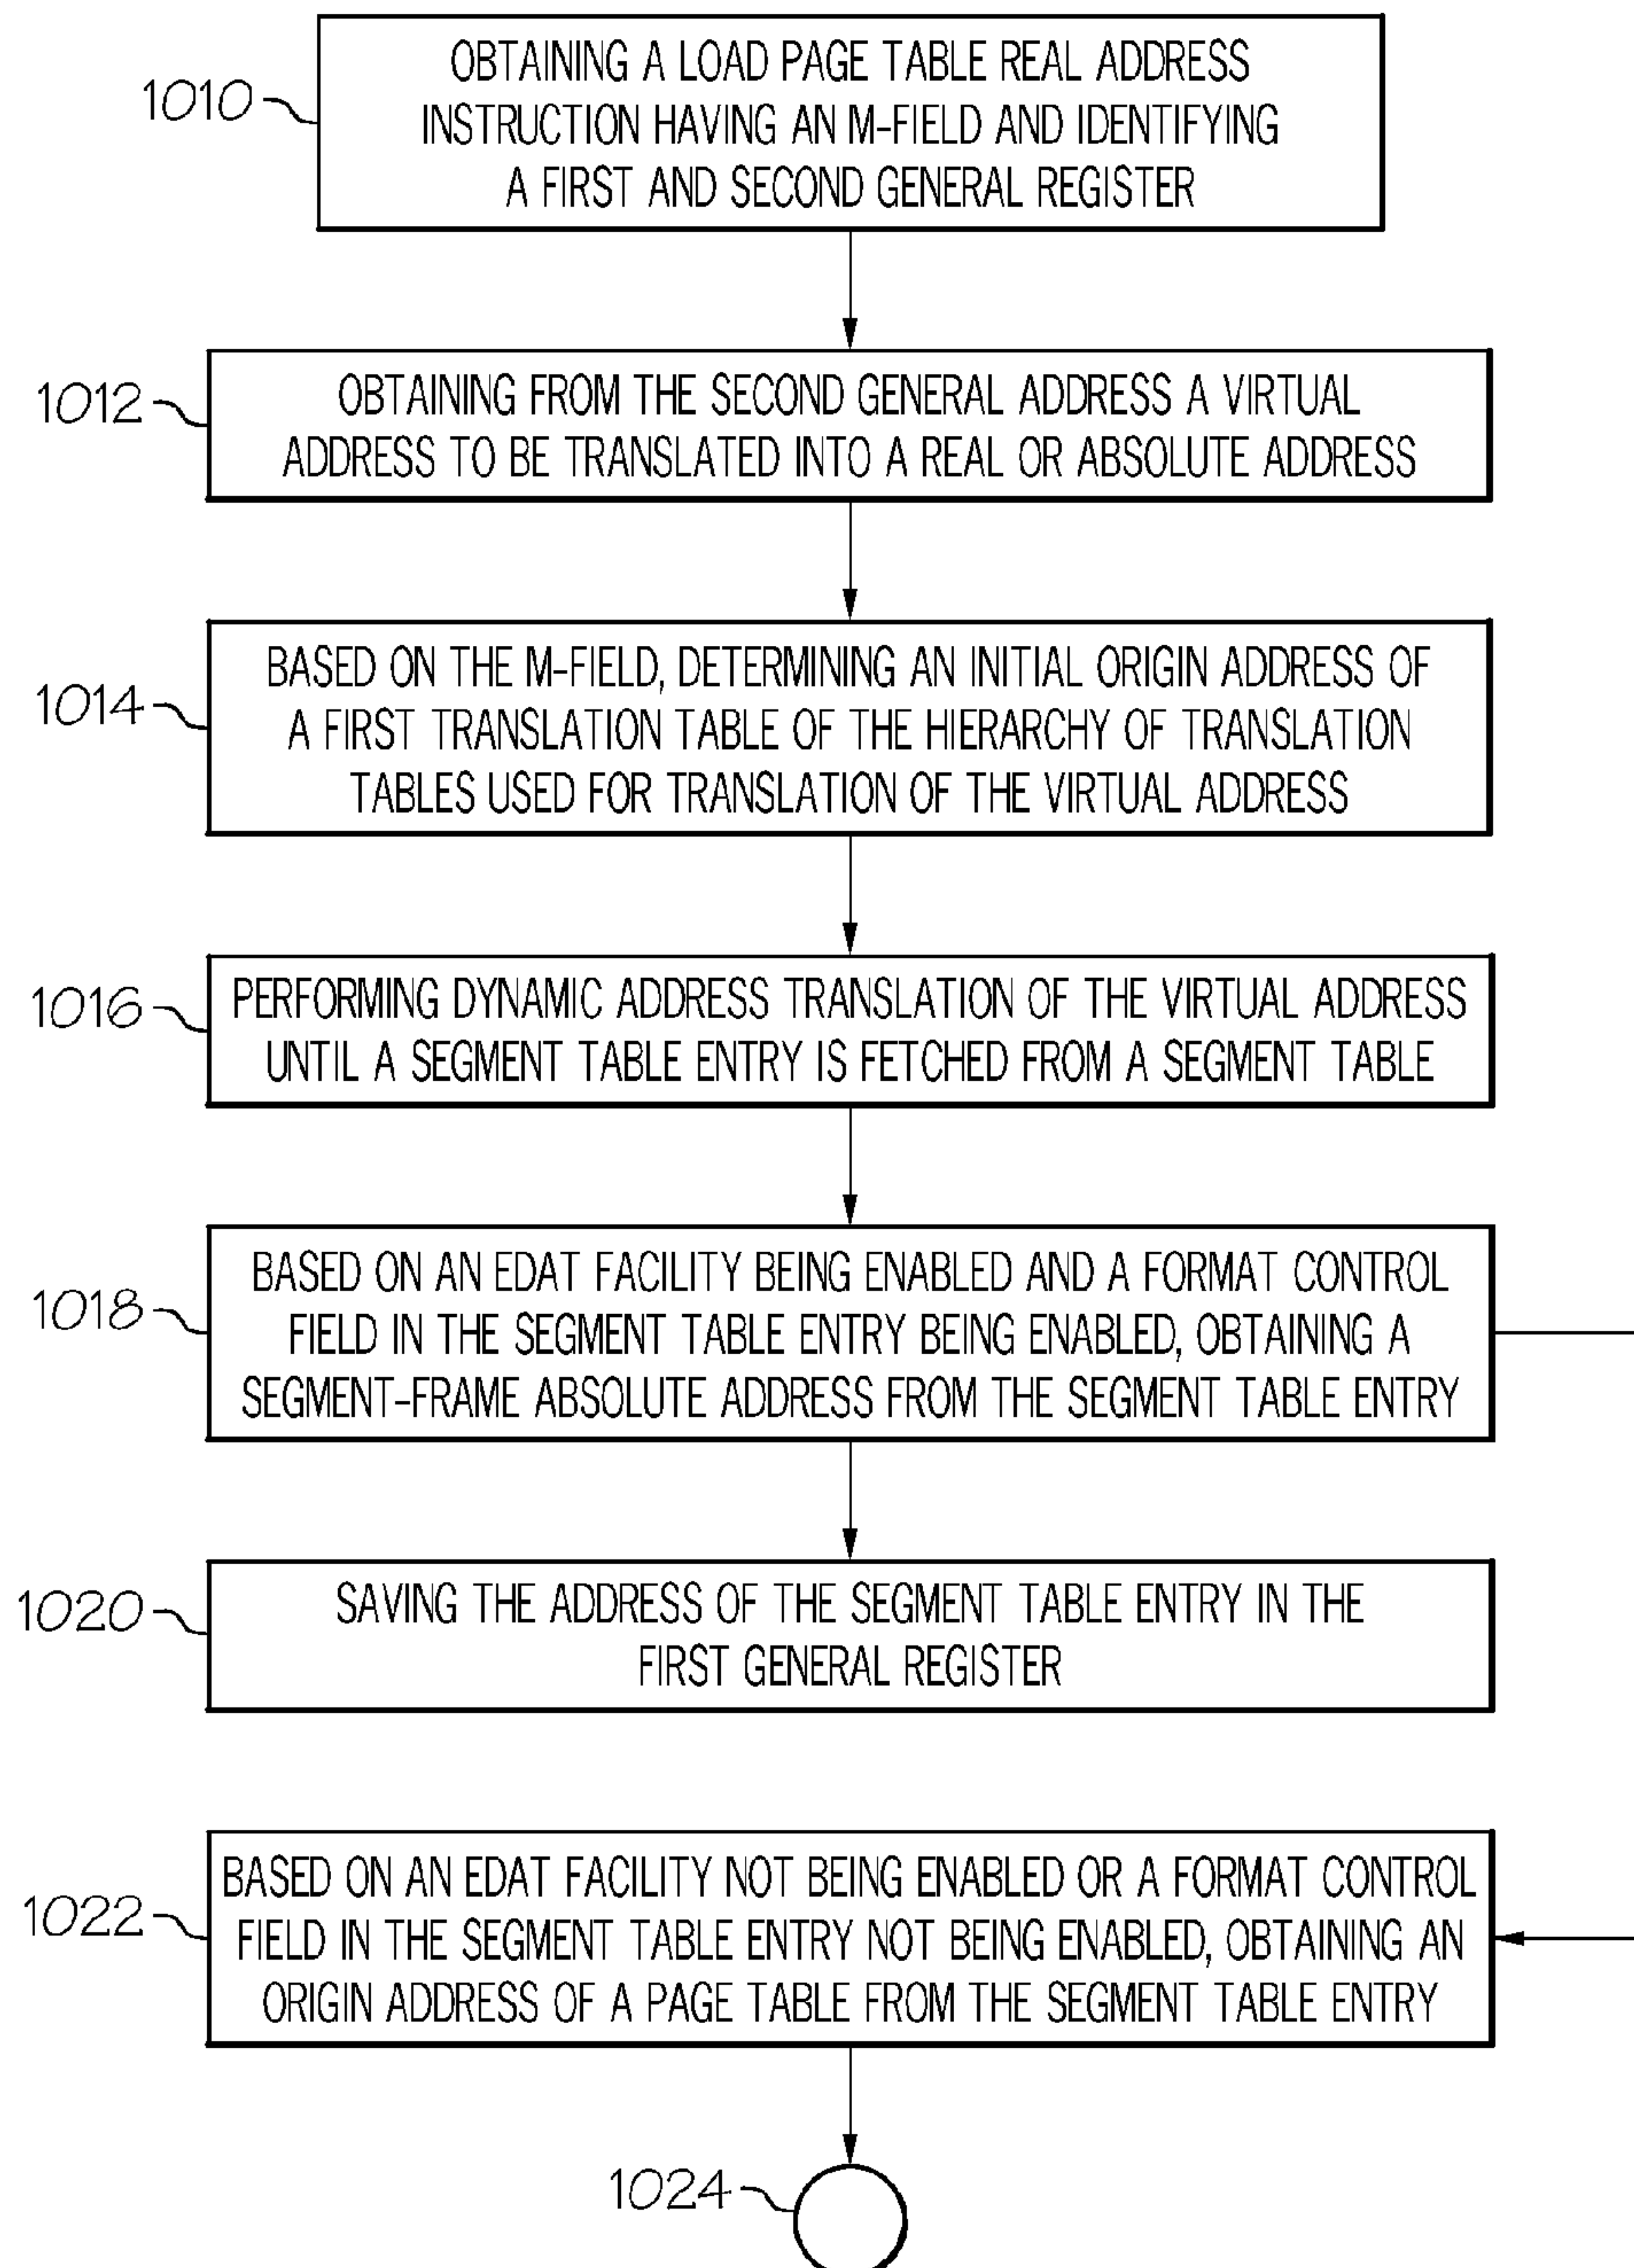 1010
OBTAINING A LOAD PAGE TABLE REAL ADDRESS
INSTRUCTION HAVING AN M-FIELD AND IDENTIFYING
A FIRST AND SECOND GENERAL REGISTER
1012
OBTAINING FROM THE SECOND GENERAL ADDRESS A VIRTUAL
ADDRESS TO BE TRANSLATED INTO A REAL OR ABSOLUTE ADDRESS
1014
BASED ON THE M-FIELD, DETERMINING AN INITIAL ORIGIN ADDRESS OF
A FIRST TRANSLATION TABLE OF THE HIERARCHY OF TRANSLATION
TABLES USED FOR TRANSLATION OF THE VIRTUAL ADDRESS
1016
PERFORMING DYNAMIC ADDRESS TRANSLATION OF THE VIRTUAL ADDRESS
UNTIL A SEGMENT TABLE ENTRY IS FETCHED FROM A SEGMENT TABLE
1018
BASED ON AN EDAT FACILITY BEING ENABLED AND A FORMAT CONTROL
FIELD IN THE SEGMENT TABLE ENTRY BEING ENABLED, OBTAINING A
SEGMENT-FRAME ABSOLUTE ADDRESS FROM THE SEGMENT TABLE ENTRY
1020
SAVING THE ADDRESS OF THE SEGMENT TABLE ENTRY IN THE
FIRST GENERAL REGISTER
1022
BASED ON AN EDAT FACILITY NOT BEING ENABLED OR A FORMAT CONTROL
FIELD IN THE SEGMENT TABLE ENTRY NOT BEING ENABLED, OBTAINING AN
ORIGIN ADDRESS OF A PAGE TABLE FROM THE SEGMENT TABLE ENTRY
1024